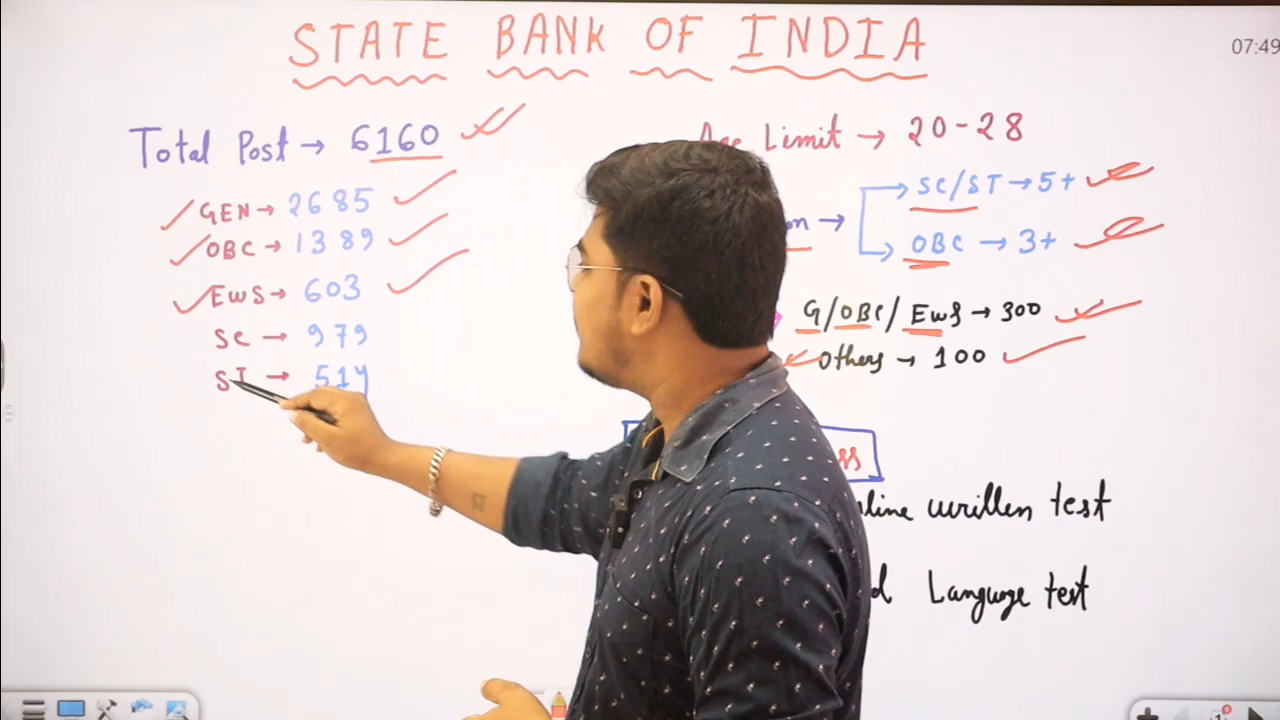 STATE BANK OF INDIA
07:49
Total Post → 6160
GEN → 2685
OBC → 1389
EWS → 603
SC → 979
ST → 514
Age Limit → 20-28
→ SC/ST → 5+
OBC → 3+
G/OBC/EWS → 300
Others → 100
written test
Language test